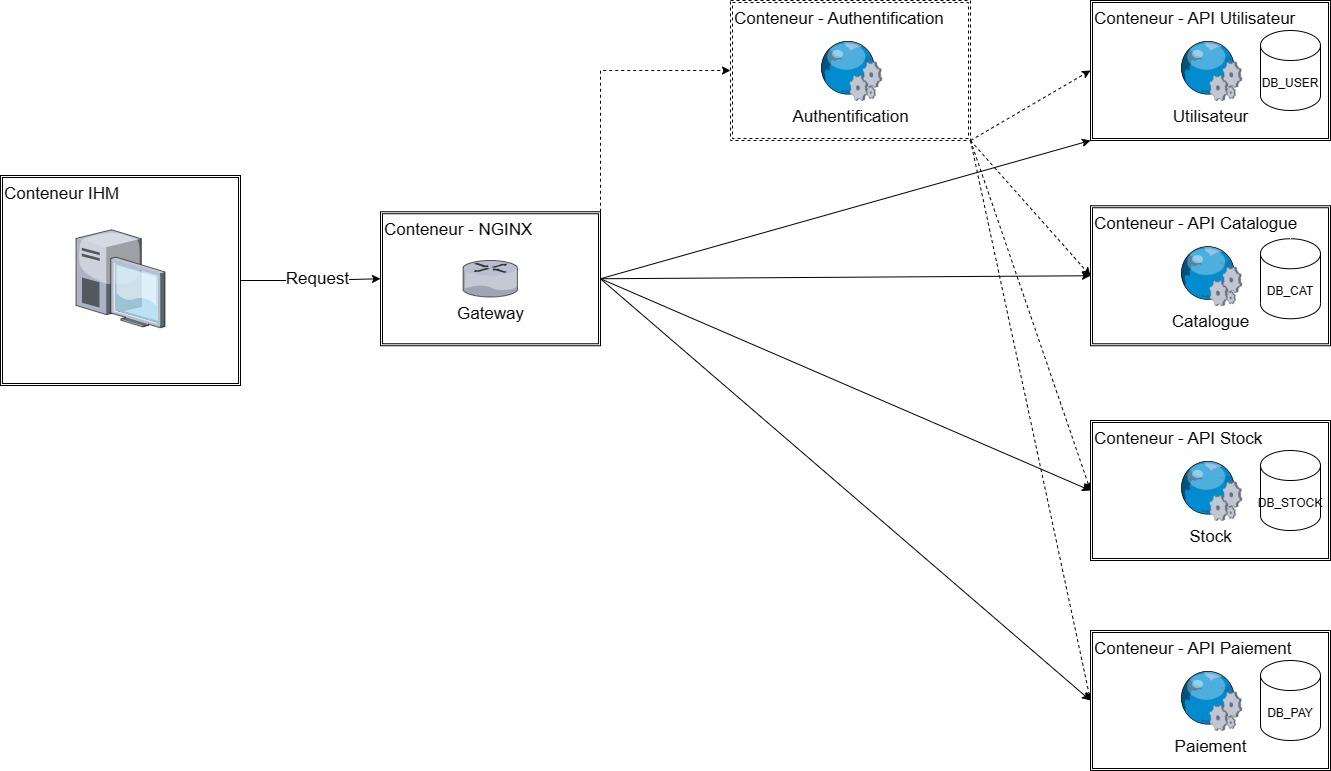 Conteneur - Authentification
Authentification
Conteneur - API Utilisateur
DB_USER
Utilisateur
Conteneur IHM
Request
Conteneur - NGINX
Gateway
Conteneur - API Catalogue
DB_CAT
Catalogue
Conteneur - API Stock
DB_STOCK
Stock
Conteneur - API Paiement
DB_PAY
Paiement